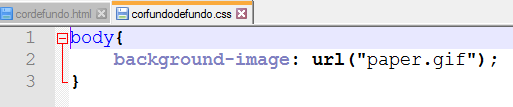 cordefundo.html corfundodefundo.css
1 body{
2 background-image: url("paper.gif");
3 }